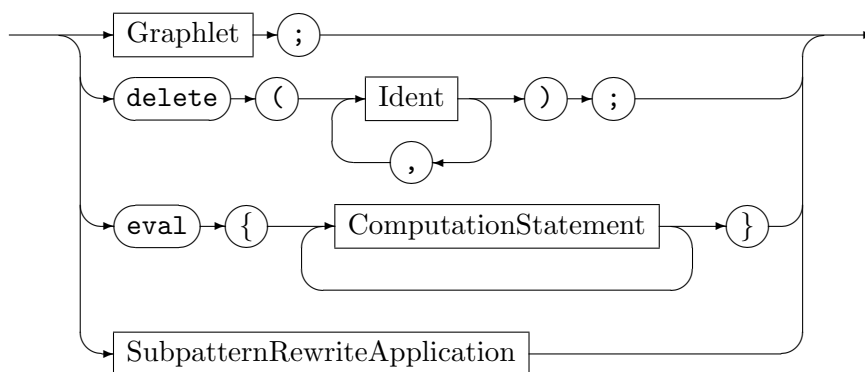 Graphlet ;
delete ( Ident ) ;
,
eval { ComputationStatement }
SubpatternRewriteApplication